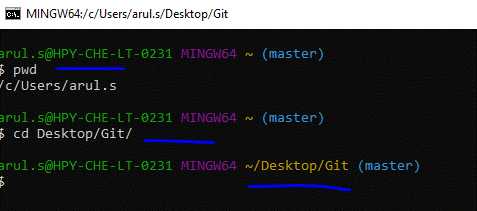 MINGW64:/c/Users/arul.s/Desktop/Git
arul.s@HPY-CHE-LT-0231 MINGW64 ~ (master)
$ pwd
/c/Users/arul.s
arul.s@HPY-CHE-LT-0231 MINGW64 ~ (master)
$ cd Desktop/Git/
arul.s@HPY-CHE-LT-0231 MINGW64 ~/Desktop/Git (master)
$